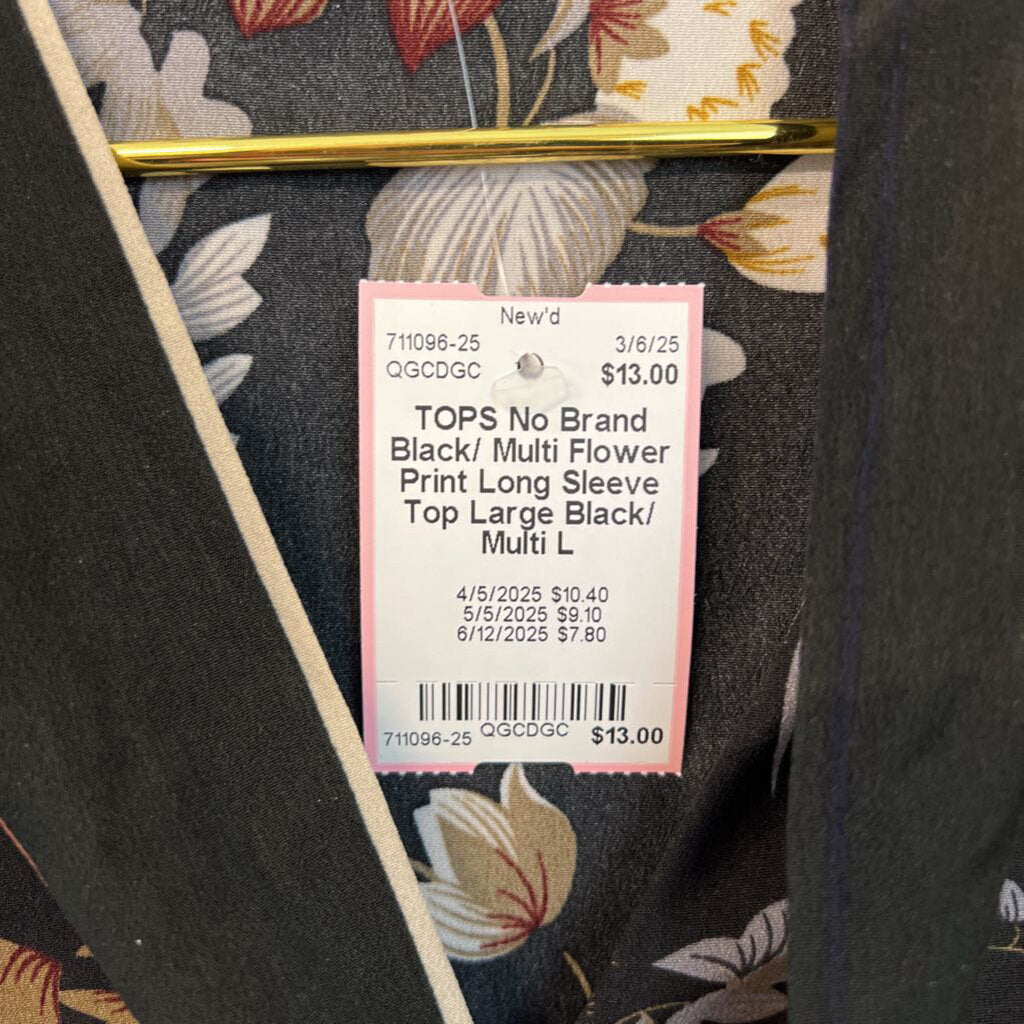 New'd
711096-25 3/6/25
QGCDGC $13.00
TOPS No Brand
Black/ Multi Flower
Print Long Sleeve
Top Large Black/
Multi L
4/5/2025 $10.40
5/5/2025 $9.10
6/12/2025 $7.80
711096-25 QGCDGC $13.00